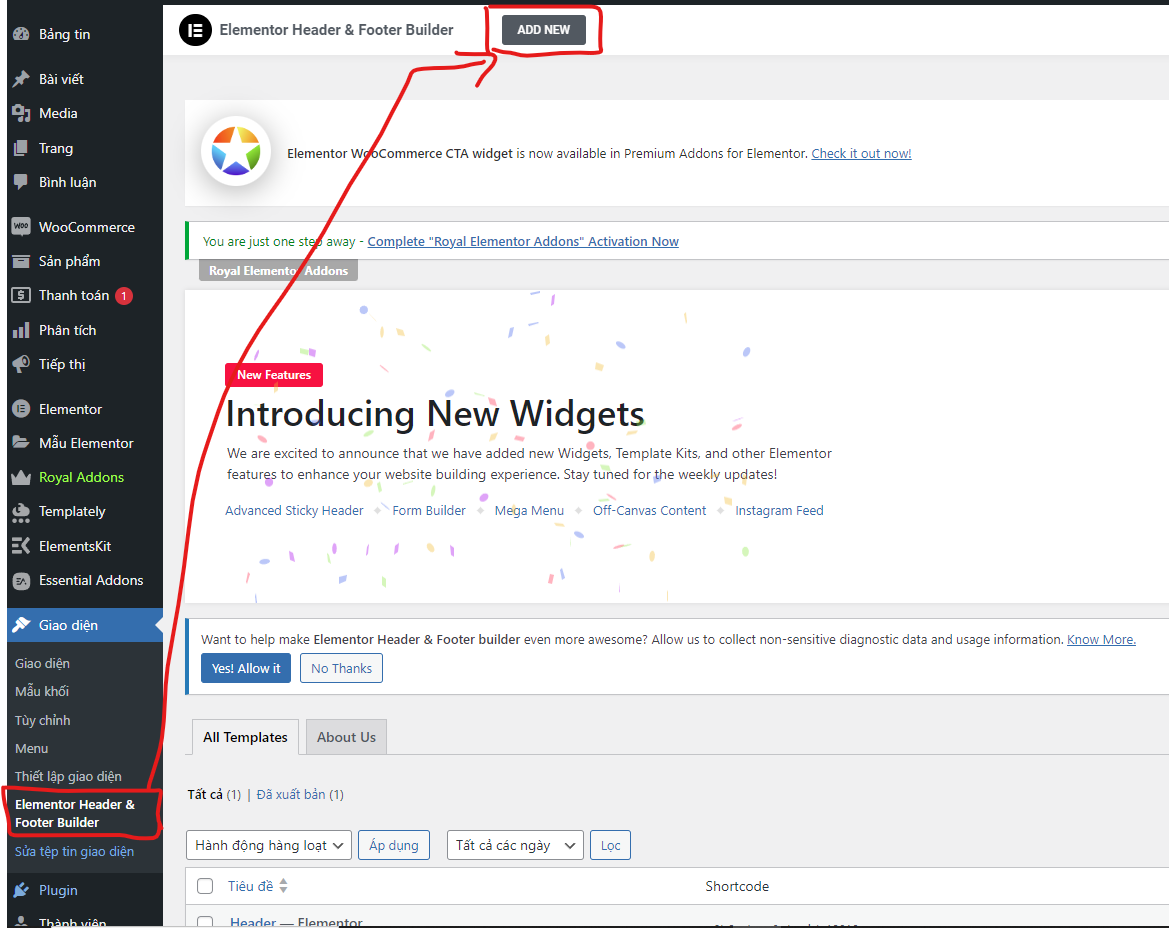 Bảng tin
Bài viết
Media
Trang
Bình luận
WooCommerce
Sản phẩm
Thanh toán 1
Phân tích
Tiếp thị
Elementor
Mẫu Elementor
Royal Addons
Templately
ElementsKit
Essential Addons
Giao diện
Giao diện
Mẫu khối
Tùy chỉnh
Menu
Thiết lập giao diện
Elementor Header &
Footer Builder
Sửa tệp tin giao diện
Plugin
Thành viên
Elementor Header & Footer Builder ADD NEW
Elementor WooCommerce CTA widget is now available in Premium Addons for Elementor. Check it out now!
You are just one step away - Complete "Royal Elementor Addons" Activation Now
Royal Elementor Addons
New Features
Introducing New Widgets
We are excited to announce that we have added new Widgets, Template Kits, and other Elementor
features to enhance your website building experience. Stay tuned for the weekly updates!
Advanced Sticky Header Form Builder Mega Menu Off-Canvas Content Instagram Feed
Want to help make Elementor Header & Footer builder even more awesome? Allow us to collect non-sensitive diagnostic data and usage information. Know More.
Yes! Allow it No Thanks
All Templates About Us
Tất cả (1) | Đã xuất bản (1)
Hành động hàng loạt Áp dụng Tất cả các ngày Lọc
Tiêu đề Shortcode
Header — Elementor